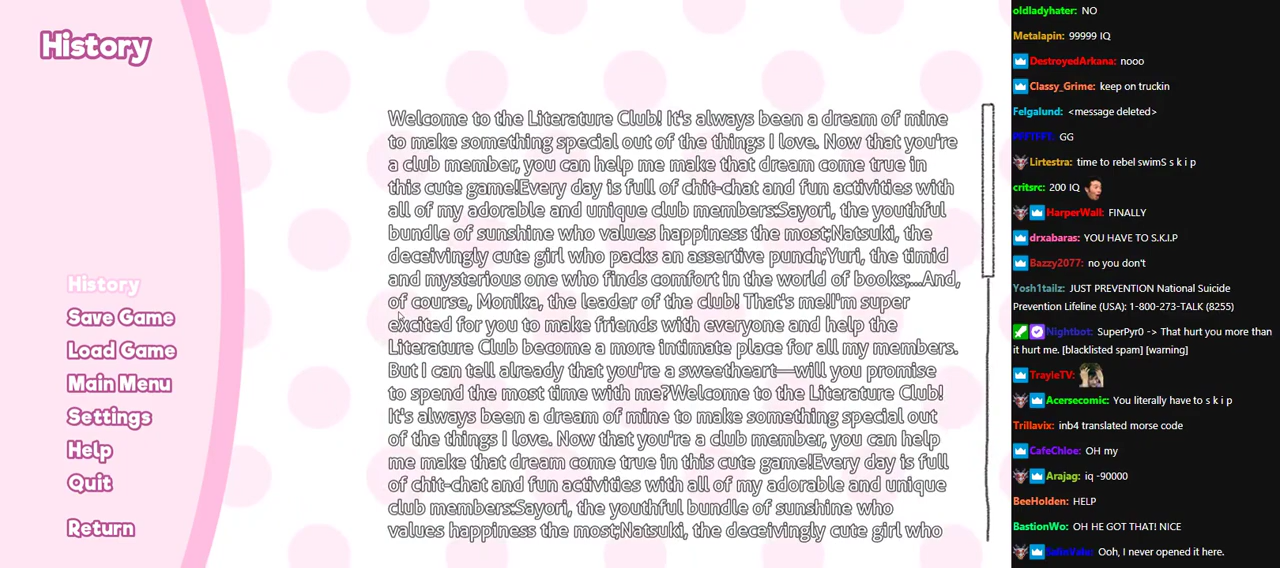 History
History
Save Game
Load Game
Main Menu
Settings
Help
Quit
Return
Welcome to the Literature Club! It's always been a dream of mine
to make something special out of the things I love. Now that you're
a club member, you can help me make that dream come true in
this cute game!Every day is full of chit-chat and fun activities with
all of my adorable and unique club members:Sayori, the youthful
bundle of sunshine who values happiness the most;Natsuki, the
deceivingly cute girl who packs an assertive punch;Yuri, the timid
and mysterious one who finds comfort in the world of books;...And,
of course, Monika, the leader of the club! That's me!I'm super
excited for you to make friends with everyone and help the
Literature Club become a more intimate place for all my members.
But I can tell already that you're a sweetheart—will you promise
to spend the most time with me?Welcome to the Literature Club!
It's always been a dream of mine to make something special out
of the things I love. Now that you're a club member, you can help
me make that dream come true in this cute game!Every day is full
of chit-chat and fun activities with all of my adorable and unique
club members:Sayori, the youthful bundle of sunshine who
values happiness the most;Natsuki, the deceivingly cute girl who
oldladyhater: NO
Metalapin: 99999 IQ
DestroyedArkana: nooo
Classy_Grime: keep on truckin
Felgalund: <message deleted>
GG
Lirtestra: time to rebel swimS s k i p
critsrc: 200 IQ
HarperWall: FINALLY
drxabaras: YOU HAVE TO S.K.I.P
Bazzy2077: no you don't
Yosh1tailz: JUST PREVENTION National Suicide
Prevention Lifeline (USA): 1-800-273-TALK (8255)
Nightbot: SuperPyr0 -> That hurt you more than
it hurt me. [blacklisted spam] [warning]
TrayleTV:
Acersecomic: You literally have to s k i p
Trillavix: inb4 translated morse code
CafeChloe: OH my
Arajag: iq -90000
BeeHolden: HELP
BastionWo: OH HE GOT THAT! NICE
Ooh, I never opened it here.